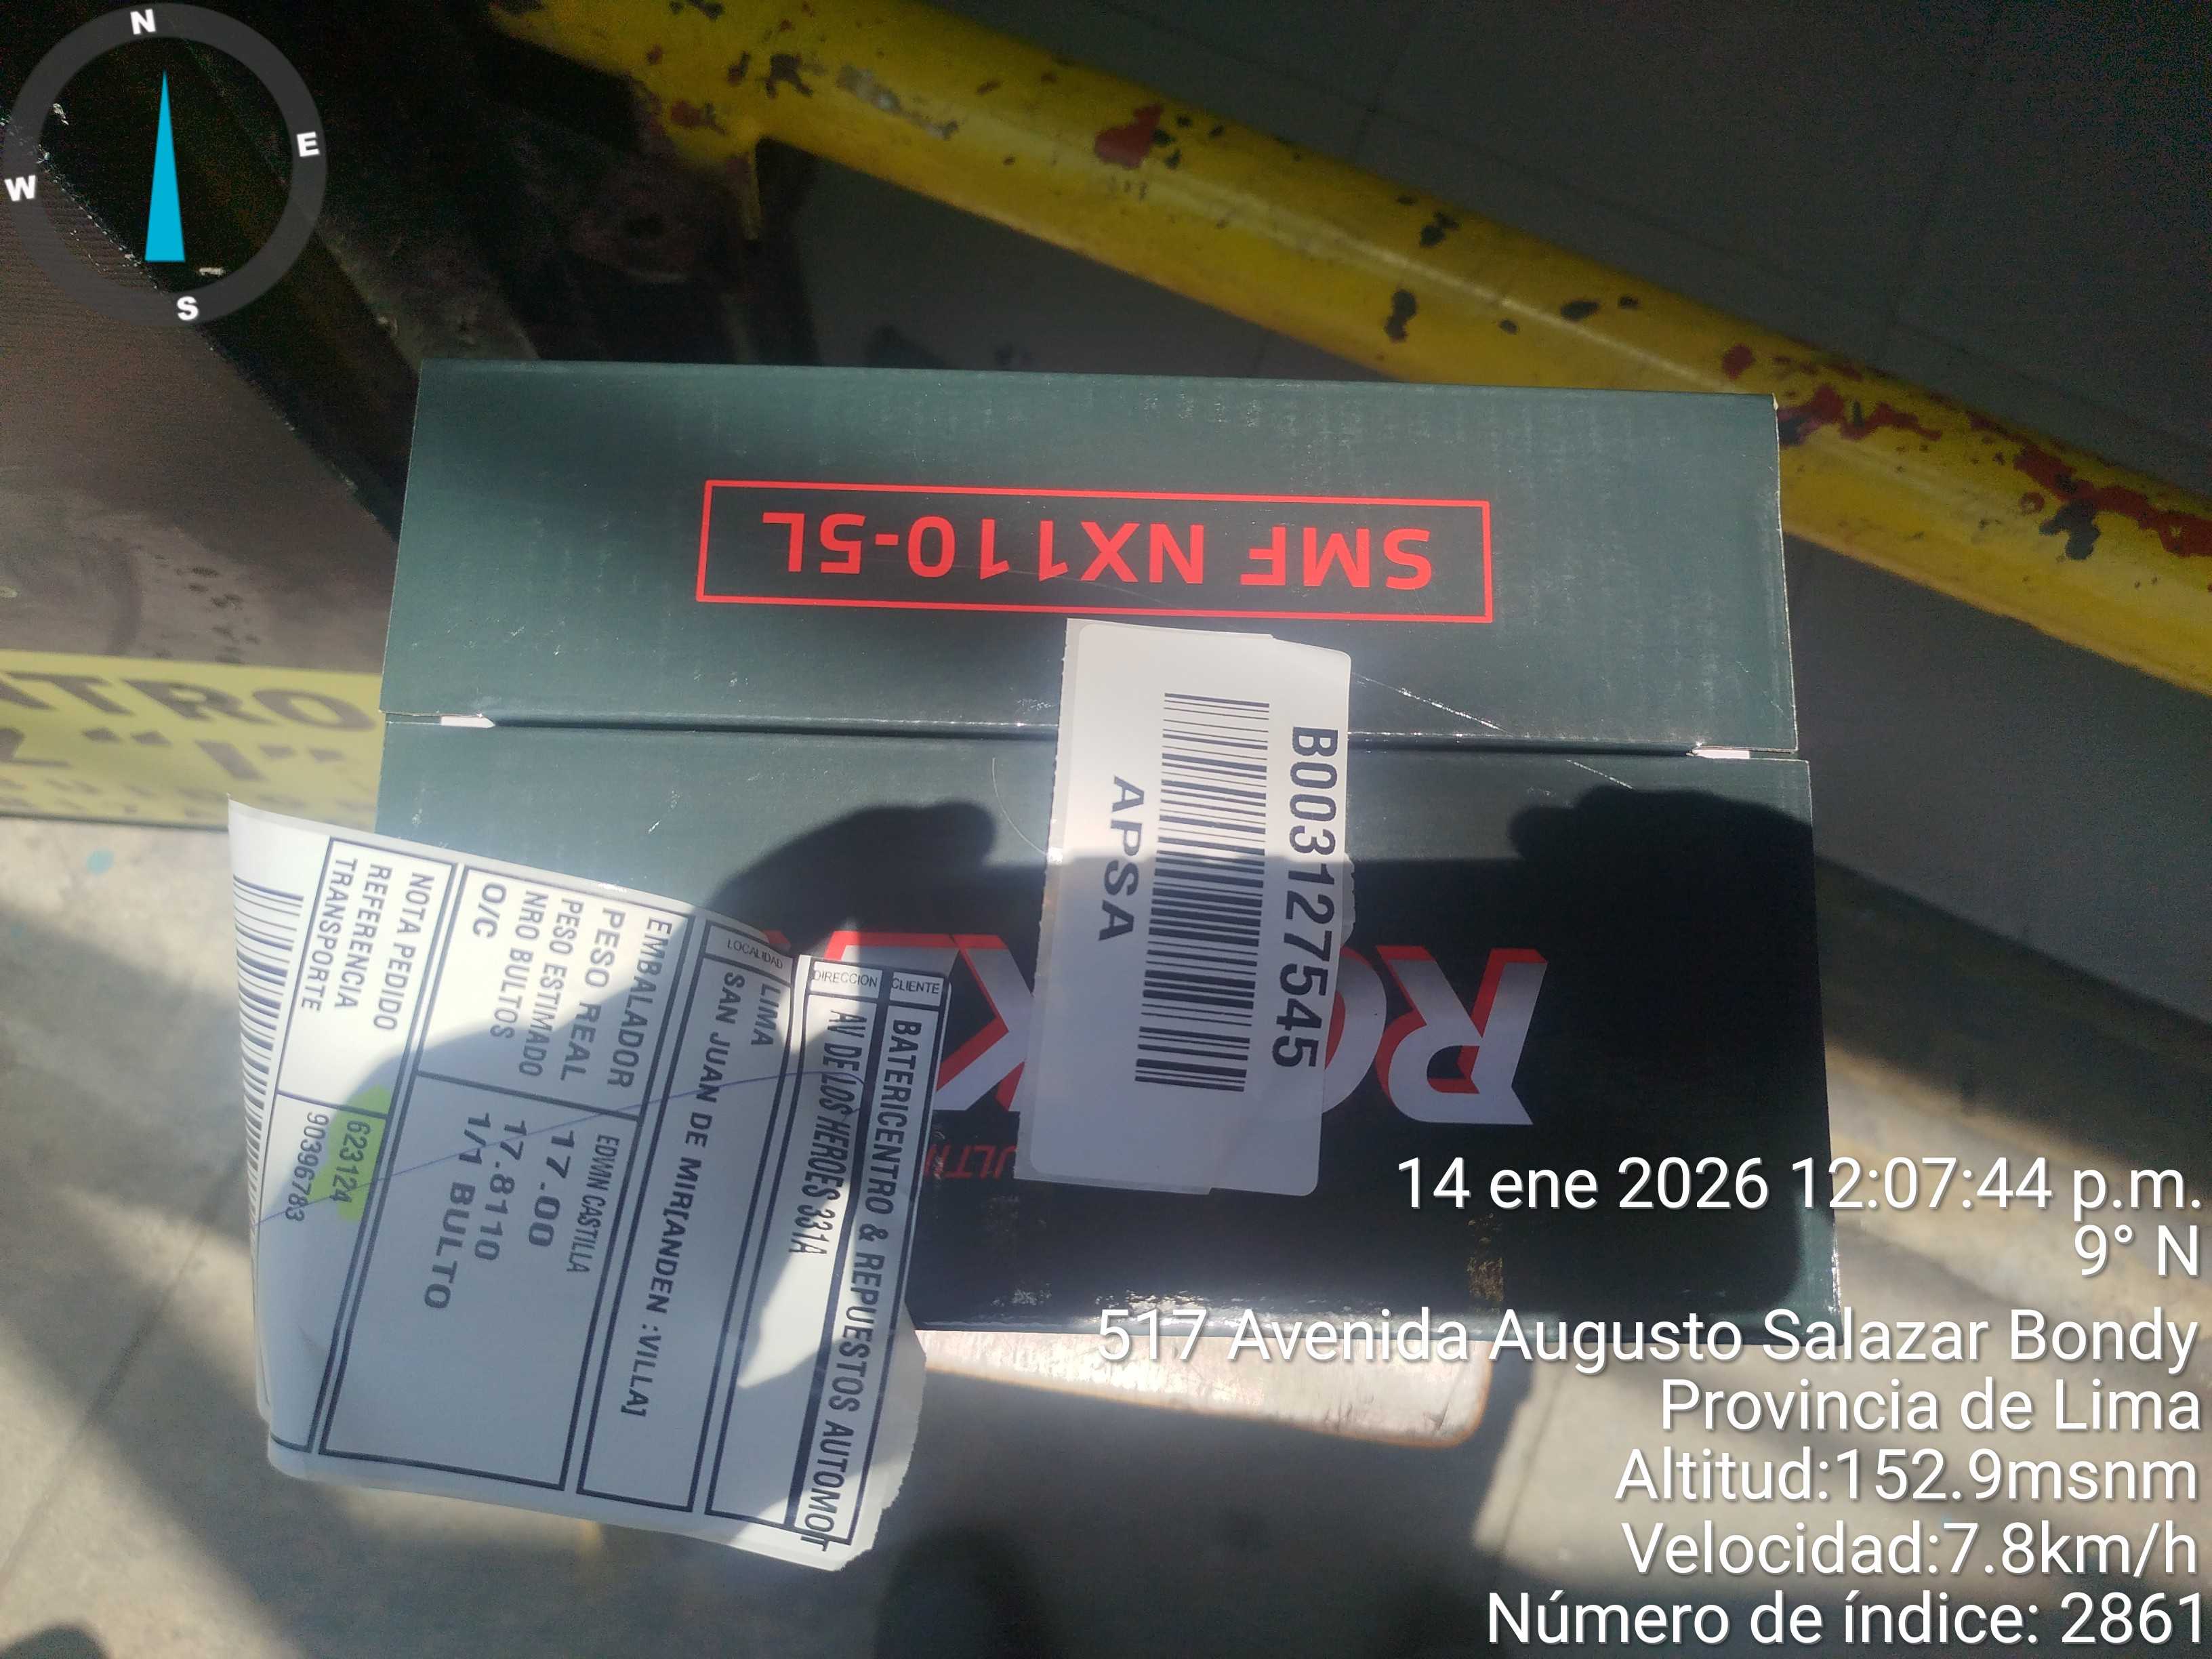 N
E
W
S
SMF NX110-5L
B003127545
APSA
CLIENTE BATERICENTRO & REPUESTOS AUTOMOT
DIRECCION AV DE LOS HEROES 331A
LOCALIDAD LIMA
SAN JUAN DE MIR[ANDEN :VILLA]
EMBALADOR EDWIN CASTILLA
PESO REAL 17.00
PESO ESTIMADO 17.8110
NRO BULTOS 1/1 BULTO
O/C
NOTA PEDIDO 623124
REFERENCIA 90396783
TRANSPORTE
14 ene 2026 12:07:44 p.m.
9° N
517 Avenida Augusto Salazar Bondy
Provincia de Lima
Altitud:152.9msnm
Velocidad:7.8km/h
Número de índice: 2861